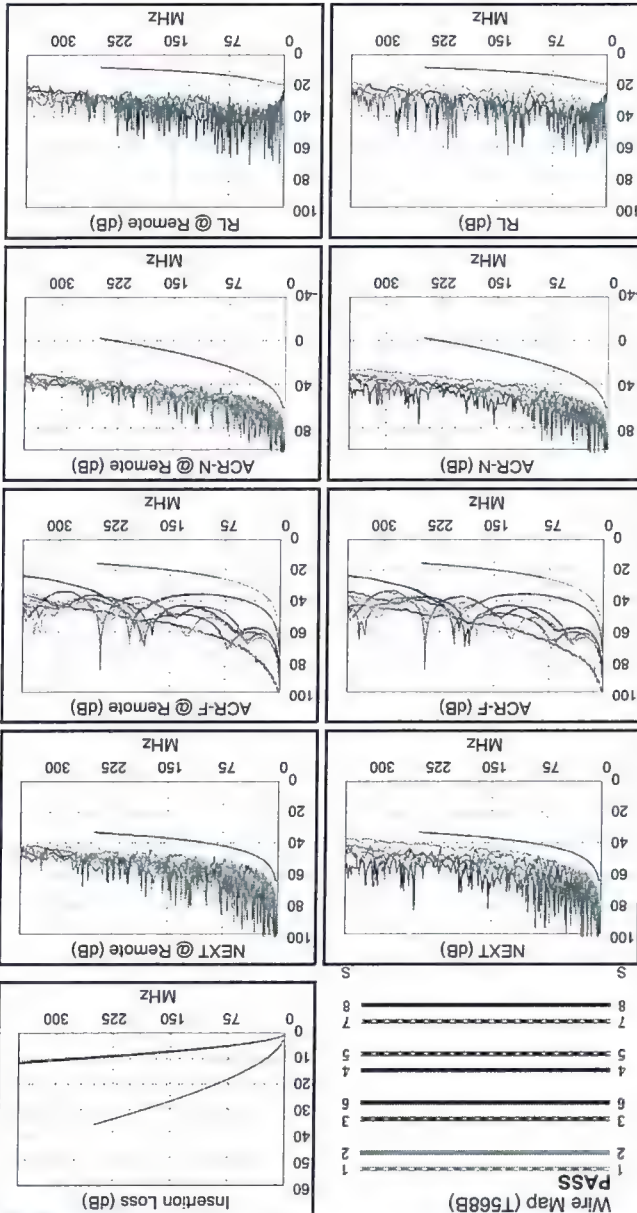 Wire Map (T568B)
PASS
1 1
2 2
3 3
6 6
4 4
5 5
7 7
8 8
S S
Insertion Loss (dB)
60
50
40
30
20
10
0
0 75 150 225 300
MHz
NEXT (dB)
100
80
60
40
20
0
0 75 150 225 300
MHz
NEXT @ Remote (dB)
100
80
60
40
20
0
0 75 150 225 300
MHz
ACR-F (dB)
100
80
60
40
20
0
0 75 150 225 300
MHz
ACR-F @ Remote (dB)
100
80
60
40
20
0
0 75 150 225 300
MHz
ACR-N (dB)
80
40
0
-40
0 75 150 225 300
MHz
ACR-N @ Remote (dB)
80
40
0
-40
0 75 150 225 300
MHz
RL (dB)
100
80
60
40
20
0
0 75 150 225 300
MHz
RL @ Remote (dB)
100
80
60
40
20
0
0 75 150 225 300
MHz